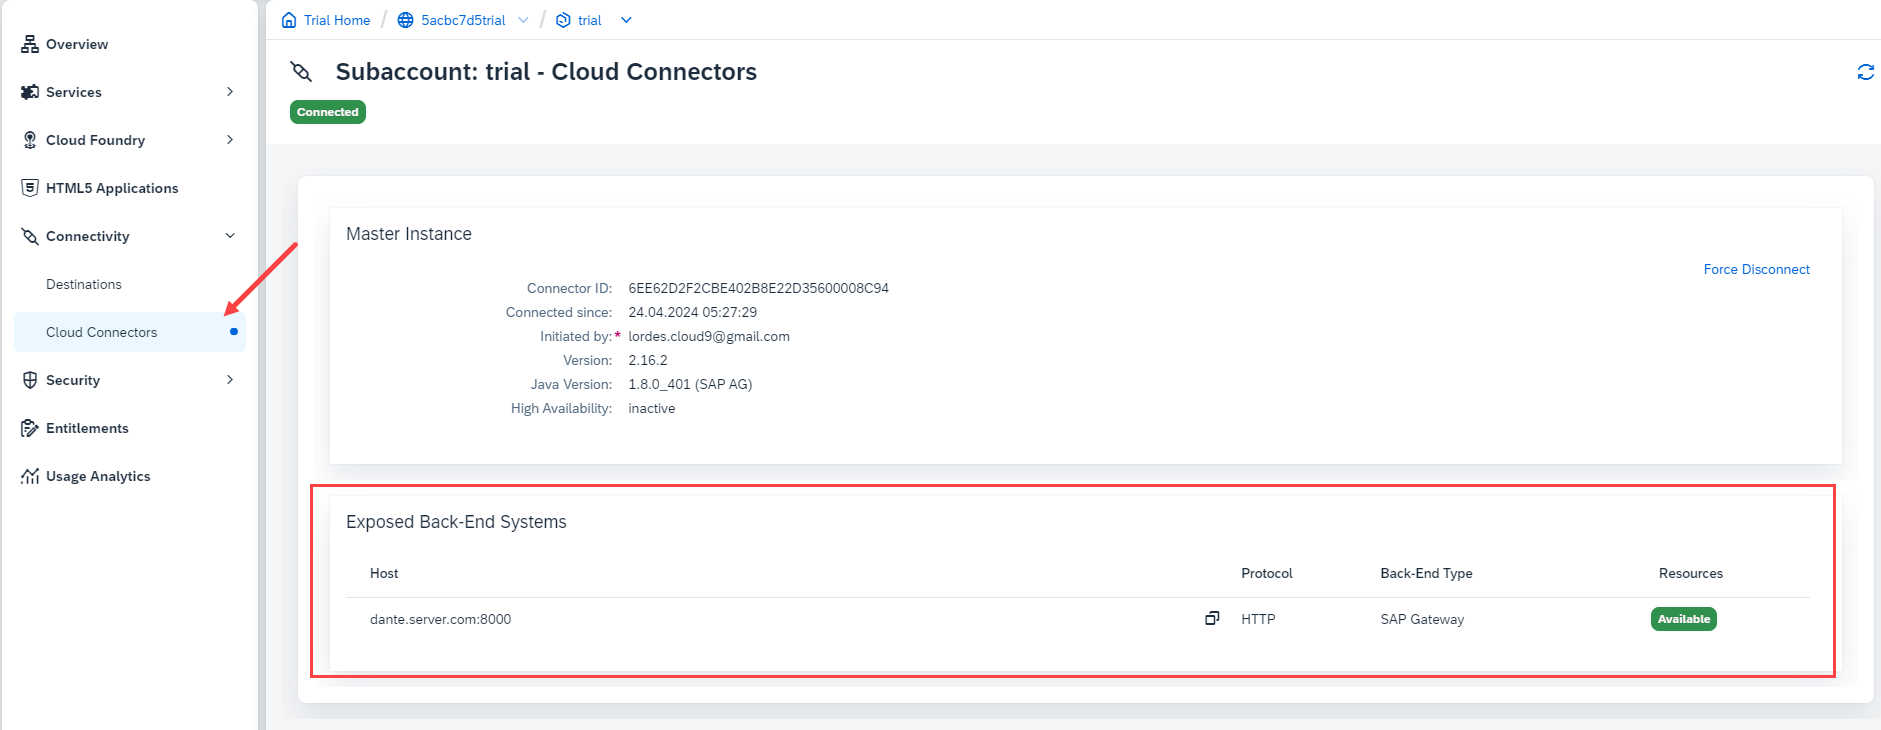 Trial Home / 5acbc7d5trial / trial
Overview
Services
Cloud Foundry
HTML5 Applications
Connectivity
Destinations
Cloud Connectors
Security
Entitlements
Usage Analytics
Subaccount: trial - Cloud Connectors
Connected
Master Instance
Force Disconnect
Connector ID: 6EE62D2F2CBE402B8E22D35600008C94
Connected since: 24.04.2024 05:27:29
Initiated by:* lordes.cloud9@gmail.com
Version: 2.16.2
Java Version: 1.8.0_401 (SAP AG)
High Availability: inactive
Exposed Back-End Systems
Host Protocol Back-End Type Resources
dante.server.com:8000 HTTP SAP Gateway Available